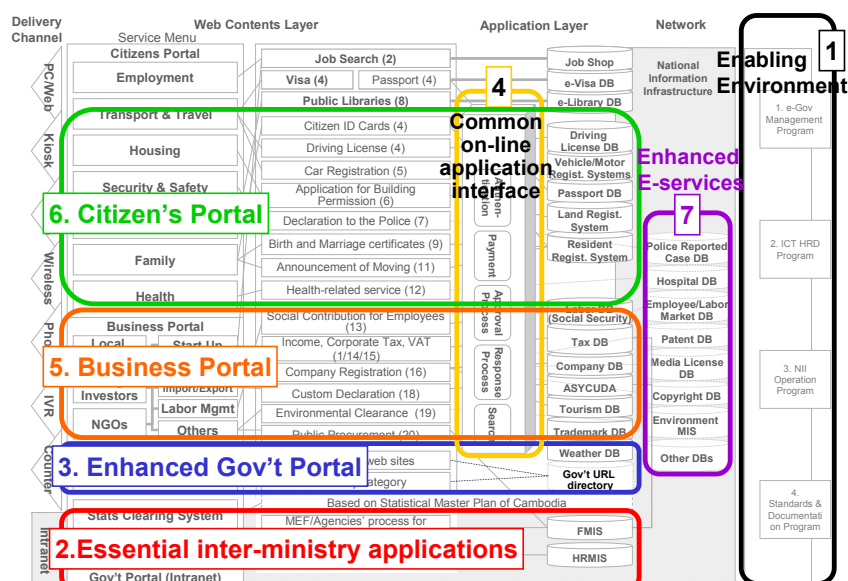 Delivery
Channel
Web Contents Layer
Service Menu
Application Layer
Network
PC/Web
Kiosk
Wireless
IVR
Counter
Intranet
Citizens Portal
Employment
Transport & Travel
Housing
Security & Safety
6. Citizen's Portal
Family
Health
Business Portal
Local
Start Up
5. Business Portal
Investors
Import/Export
Labor Mgmt
NGOs
Others
3. Enhanced Gov't Portal
Stats Clearing System
2.Essential inter-ministry applications
Gov't Portal (Intranet)
Job Search (2)
Visa (4)
Passport (4)
Public Libraries (8)
Citizen ID Cards (4)
Driving License (4)
Car Registration (5)
Application for Building
Permission (6)
Declaration to the Police (7)
Birth and Marriage certificates (9)
Announcement of Moving (11)
Health-related service (12)
Social Contribution for Employees
(13)
Income, Corporate Tax, VAT
(1/14/15)
Company Registration (16)
Custom Declaration (18)
Environmental Clearance (19)
Public Procurement (20)
web sites
Based on Statistical Master Plan of Cambodia
MEF/Agencies' process for
4
Common
on-line
application
interface
Payment
Approval
Process
Response
Process
Search
Job Shop
e-Visa DB
e-Library DB
Driving
License DB
Vehicle/Motor
Regist. Systems
Passport DB
Land Regist.
System
Resident
Regist. System
Labor DB
(Social Security)
Tax DB
Company DB
ASYCUDA
Tourism DB
Trademark DB
Weather DB
Gov't URL
directory
FMIS
HRMIS
National
Information
Infrastructure
Enhanced
E-services
7
Police Reported
Case DB
Hospital DB
Employee/Labor
Market DB
Patent DB
Media License
DB
Copyright DB
Environment
MIS
Other DBs
1
Enabling
Environment
1. e-Gov
Management
Program
2. ICT HRD
Program
3. NII
Operation
Program
4.
Standards &
Documentati
on Program